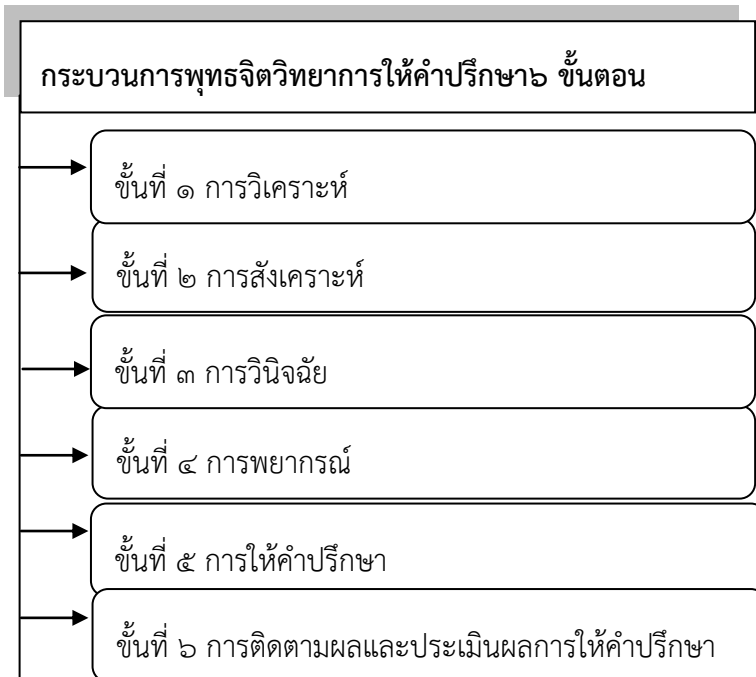 กระบวนการพุทธจิตวิทยาการให้คำปรึกษา๖ ขั้นตอน
ขั้นที่ ๑ การวิเคราะห์
ขั้นที่ ๒ การสังเคราะห์
ขั้นที่ ๓ การวินิจฉัย
ขั้นที่ ๔ การพยากรณ์
ขั้นที่ ๕ การให้คำปรึกษา
ขั้นที่ ๖ การติดตามผลและประเมินผลการให้คำปรึกษา